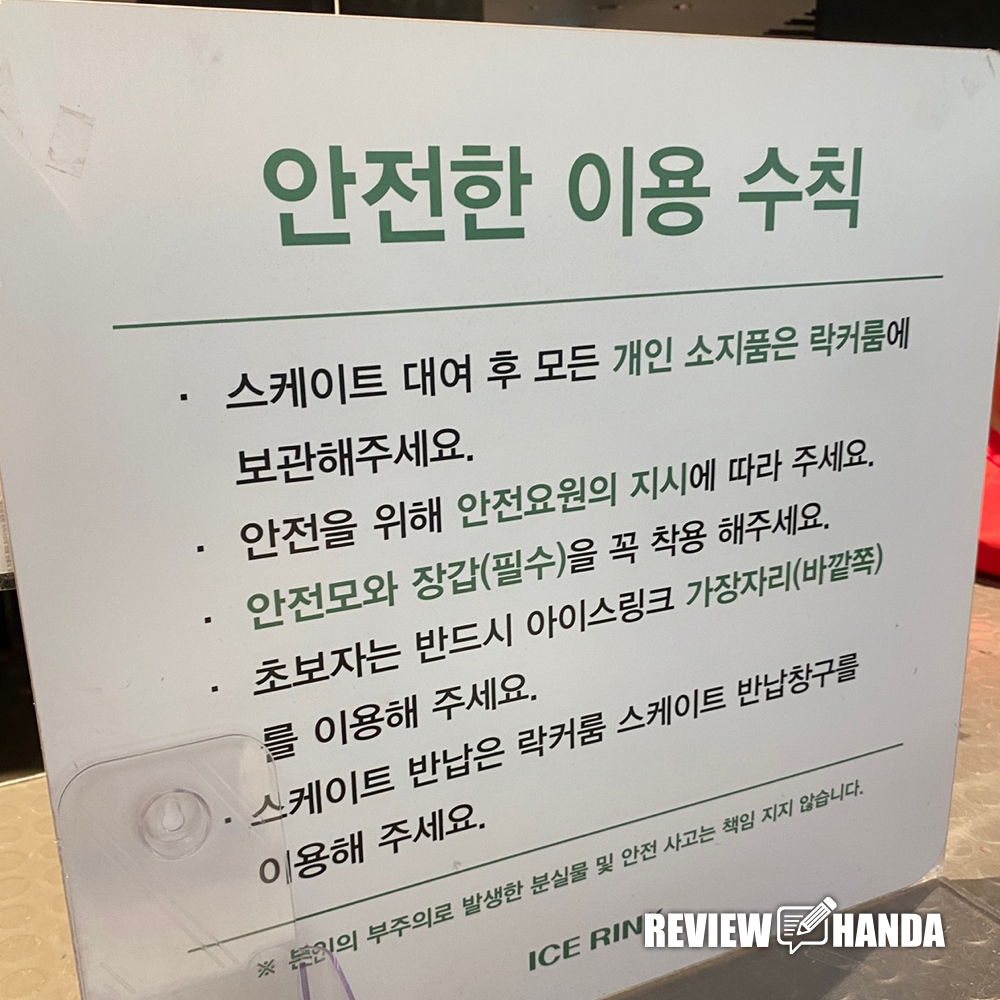 안전한 이용 수칙
· 스케이트 대여 후 모든 개인 소지품은 락커룸에
보관해주세요.
· 안전을 위해 안전요원의 지시에 따라 주세요.
· 안전모와 장갑(필수)을 꼭 착용 해주세요.
· 초보자는 반드시 아이스링크 가장자리(바깥쪽)
를 이용해 주세요.
· 스케이트 반납은 락커룸 스케이트 반납창구를
이용해 주세요.
※ 본인의 부주의로 발생한 분실물 및 안전 사고는 책임 지지 않습니다.
ICE RINK
REVIEW HANDA